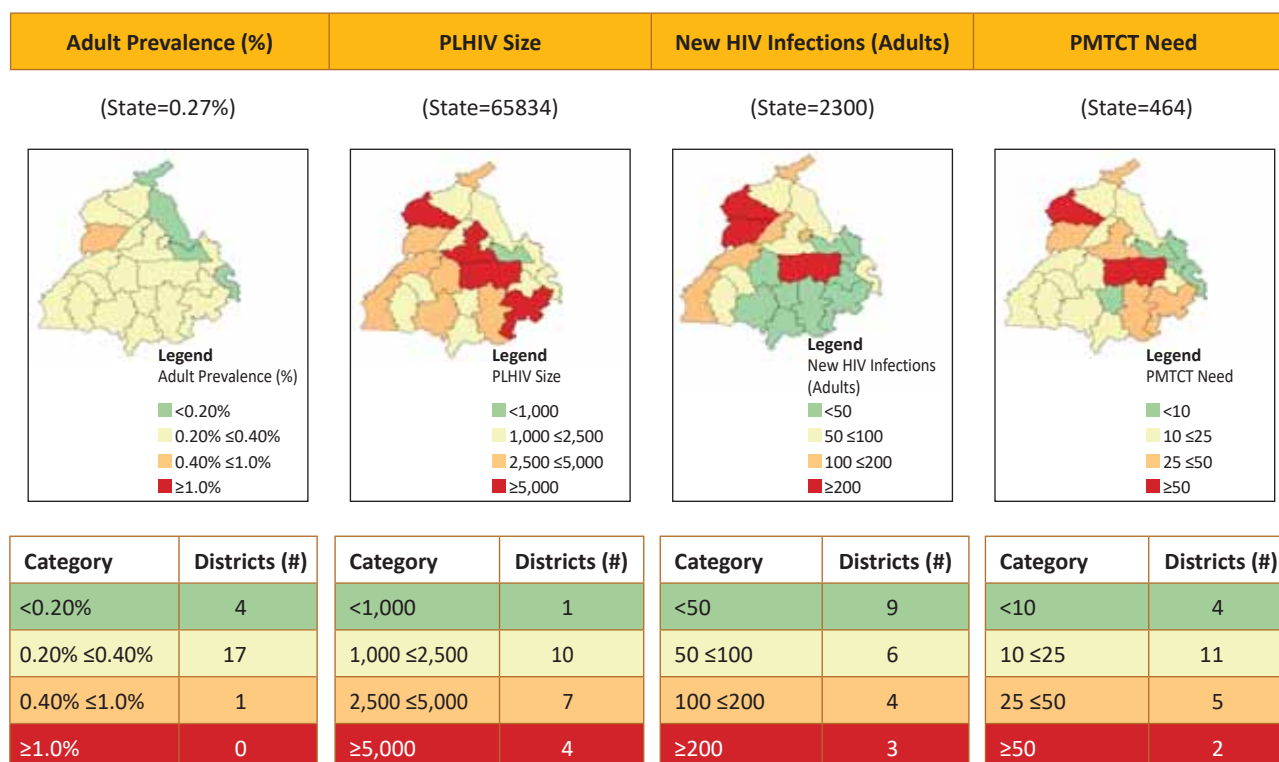 Adult Prevalence (%) PLHIV Size New HIV Infections (Adults) PMTCT Need
(State=0.27%) (State=65834) (State=2300) (State=464)
Legend
Adult Prevalence (%)
<0.20%
0.20% ≤0.40%
0.40% ≤1.0%
≥1.0%
Legend
PLHIV Size
<1,000
1,000 ≤2,500
2,500 ≤5,000
≥5,000
Legend
New HIV Infections
(Adults)
<50
50 ≤100
100 ≤200
≥200
Legend
PMTCT Need
<10
10 ≤25
25 ≤50
≥50
Category Districts (#)
<0.20% 4
0.20% ≤0.40% 17
0.40% ≤1.0% 1
≥1.0% 0
Category Districts (#)
<1,000 1
1,000 ≤2,500 10
2,500 ≤5,000 7
≥5,000 4
Category Districts (#)
<50 9
50 ≤100 6
100 ≤200 4
≥200 3
Category Districts (#)
<10 4
10 ≤25 11
25 ≤50 5
≥50 2